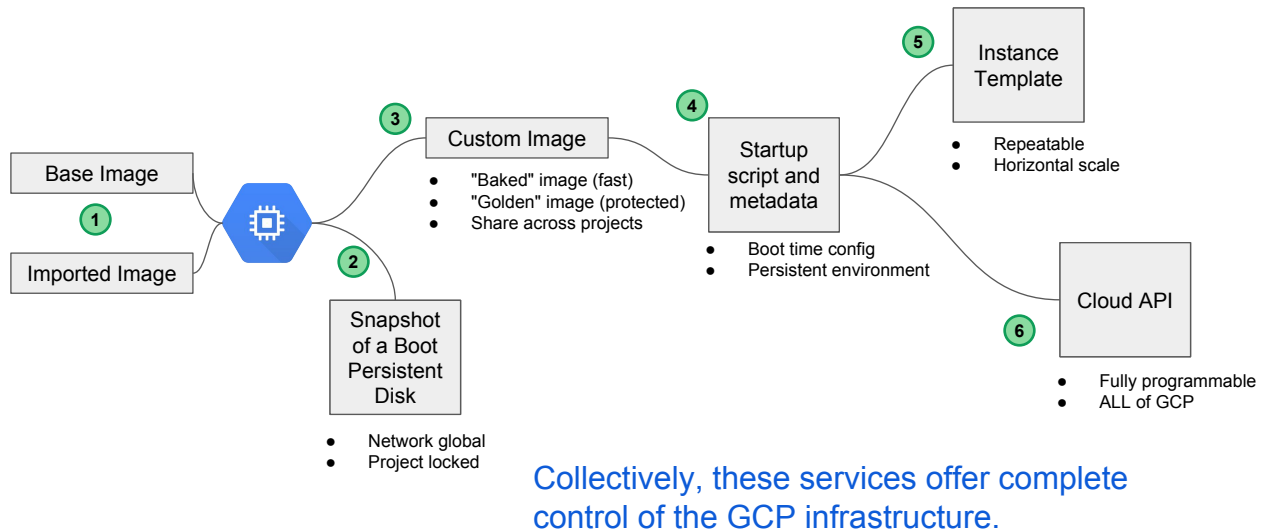 Base Image
1
Imported Image
2
Snapshot
of a Boot
Persistent
Disk
● Network global
● Project locked
3
Custom Image
● "Baked" image (fast)
● "Golden" image (protected)
● Share across projects
4
Startup
script and
metadata
● Boot time config
● Persistent environment
5
Instance
Template
● Repeatable
● Horizontal scale
6
Cloud API
● Fully programmable
● ALL of GCP
Collectively, these services offer complete
control of the GCP infrastructure.